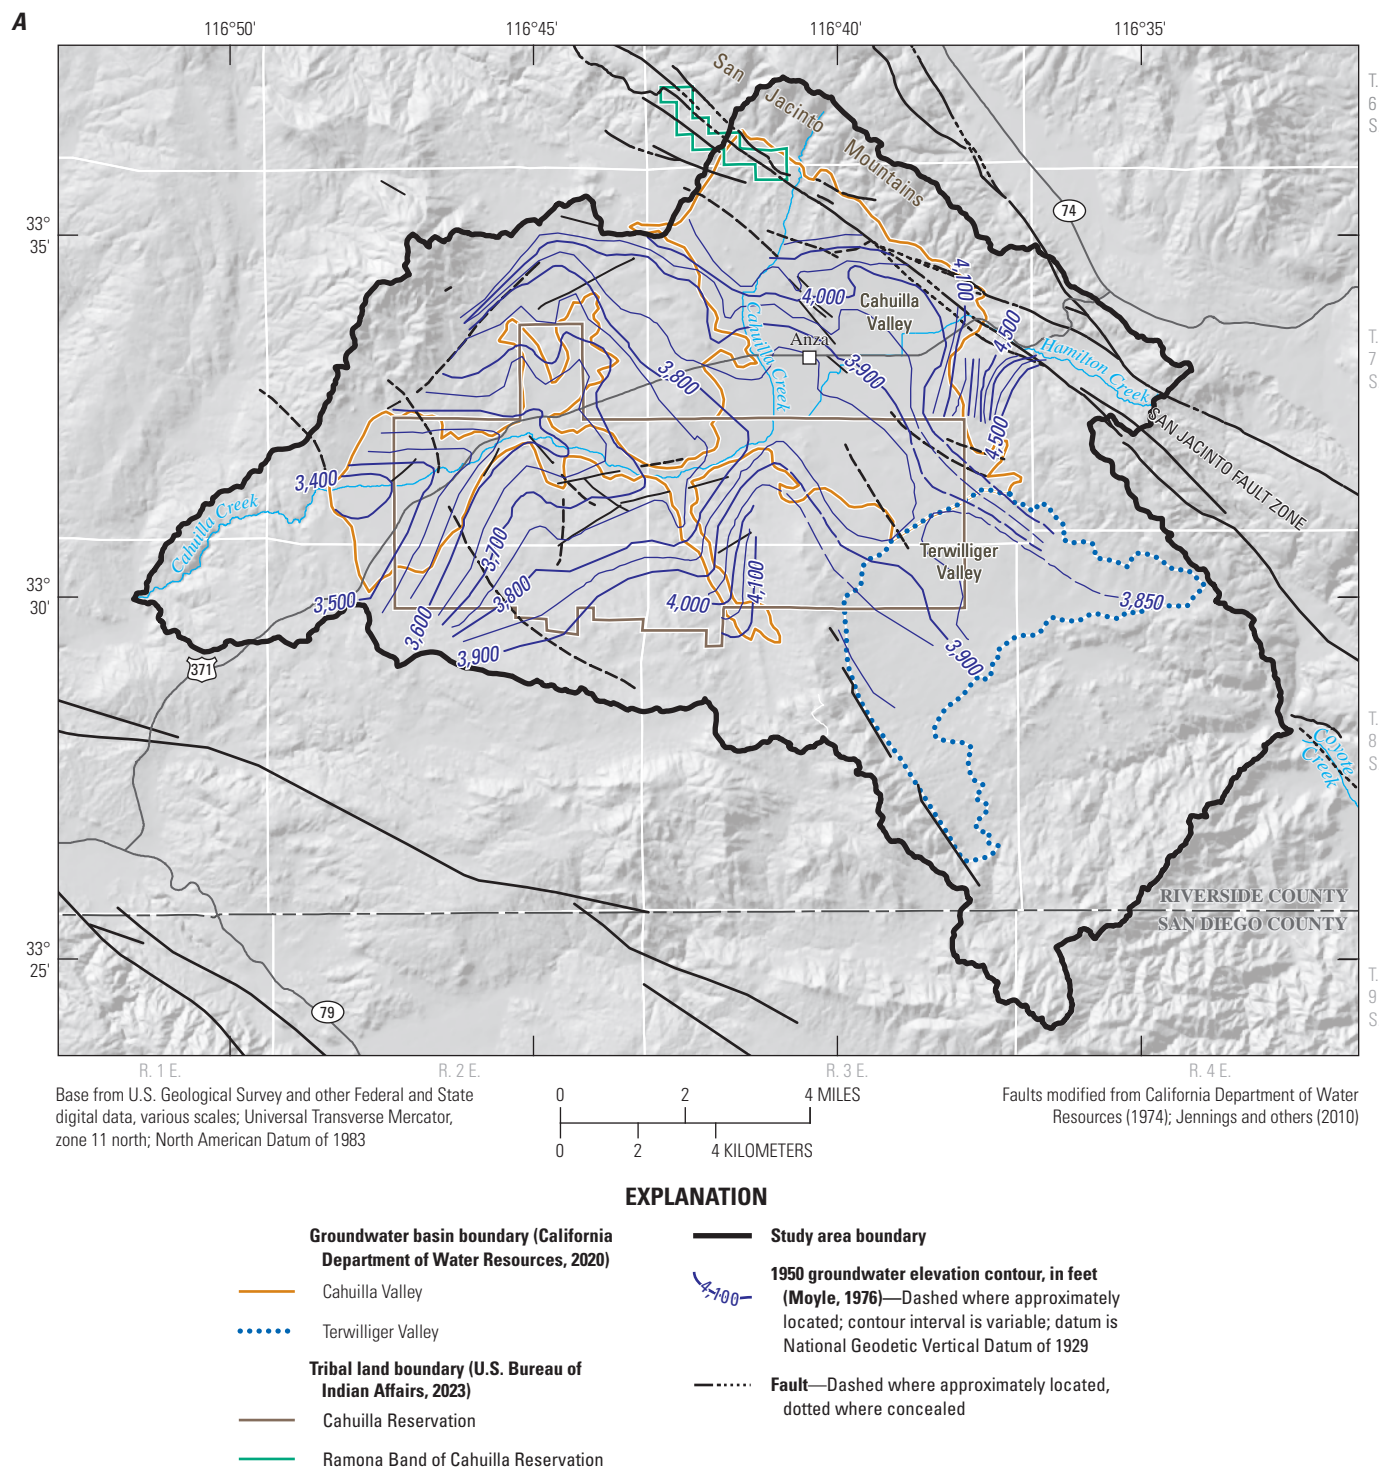 A
116°50'
116°45'
116°40'
116°35'
33°
35'
33°
30'
33°
25'
T.
6
S
T.
7
S
T.
8
S
T.
9
S
San
Jacinto
Mountains
74
4,100
4,000
Cahuilla
Valley
4,500
Anza
Cahuilla Creek
Hamilton Creek
3,900
3,800
SAN JACINTO FAULT ZONE
4,500
3,400
Cahuilla Creek
3,700
Terwilliger
Valley
4,100
3,800
3,500
4,000
3,850
3,600
3,900
3,900
371
Coyote
Creek
RIVERSIDE COUNTY
SAN DIEGO COUNTY
79
R. 1 E.
R. 2 E.
R. 3 E.
R. 4 E.
Base from U.S. Geological Survey and other Federal and State
digital data, various scales; Universal Transverse Mercator,
zone 11 north; North American Datum of 1983
0 2 4 MILES
0 2 4 KILOMETERS
Faults modified from California Department of Water
Resources (1974); Jennings and others (2010)
EXPLANATION
Groundwater basin boundary (California
Department of Water Resources, 2020)
Cahuilla Valley
Terwilliger Valley
Tribal land boundary (U.S. Bureau of
Indian Affairs, 2023)
Cahuilla Reservation
Ramona Band of Cahuilla Reservation
Study area boundary
4,100
1950 groundwater elevation contour, in feet
(Moyle, 1976)—Dashed where approximately
located; contour interval is variable; datum is
National Geodetic Vertical Datum of 1929
Fault—Dashed where approximately located,
dotted where concealed